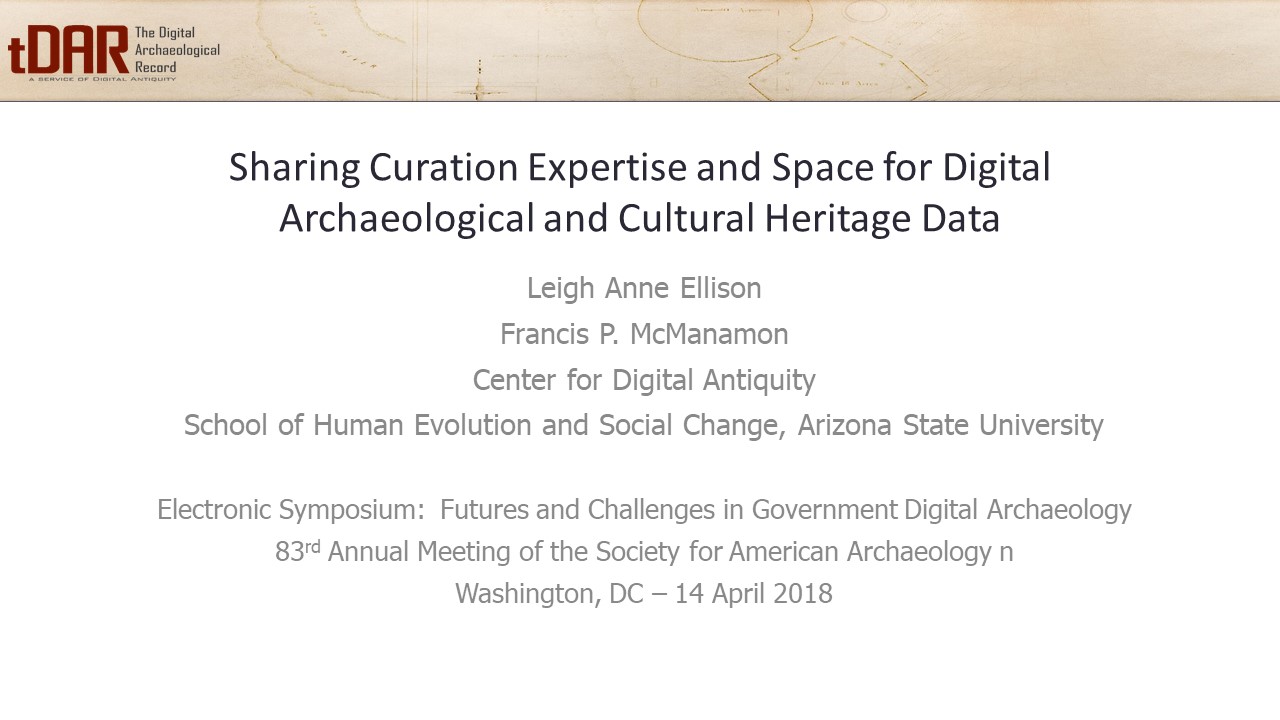 tDAR
The Digital
Archaeological
Record
A SERVICE OF DIGITAL ANTIQUITY
Sharing Curation Expertise and Space for Digital
Archaeological and Cultural Heritage Data
Leigh Anne Ellison
Francis P. McManamon
Center for Digital Antiquity
School of Human Evolution and Social Change, Arizona State University
Electronic Symposium: Futures and Challenges in Government Digital Archaeology
83rd Annual Meeting of the Society for American Archaeology n
Washington, DC – 14 April 2018